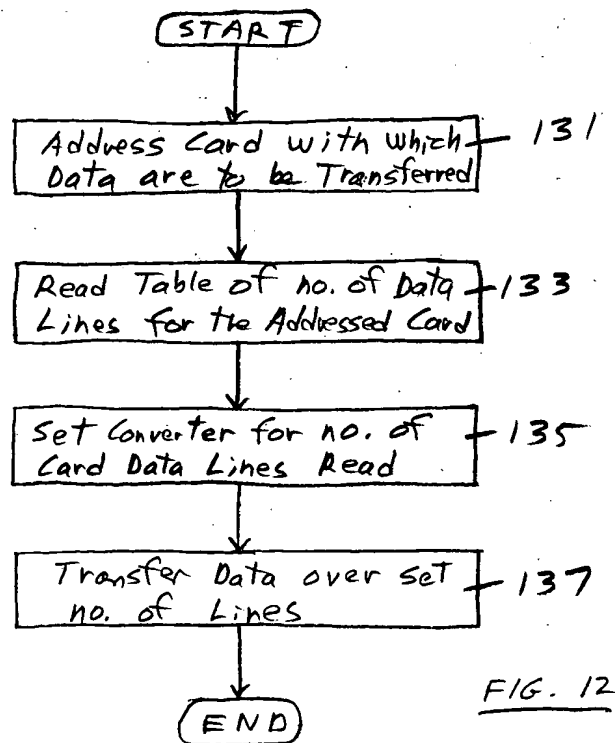 START
Address Card with which
Data are to be Transferred
131
Read Table of no. of Data
Lines for the Addressed Card
133
Set Converter for no. of
Card Data Lines Read
135
Transfer Data over set
no. of Lines
137
END
FIG. 12